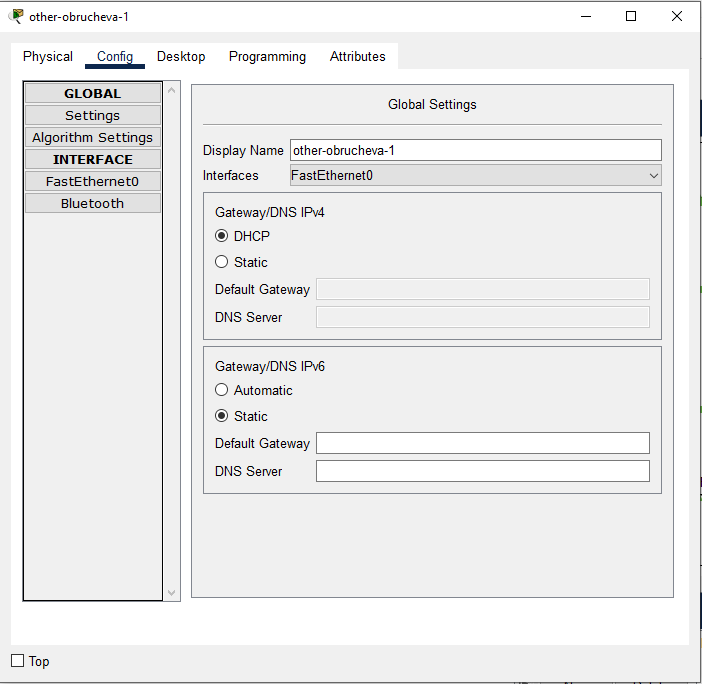 other-obrucheva-1
Physical Config Desktop Programming Attributes
GLOBAL
Settings
Algorithm Settings
INTERFACE
FastEthernet0
Bluetooth
Global Settings
Display Name other-obrucheva-1
Interfaces FastEthernet0
Gateway/DNS IPv4
DHCP
Static
Default Gateway
DNS Server
Gateway/DNS IPv6
Automatic
Static
Default Gateway
DNS Server
Top